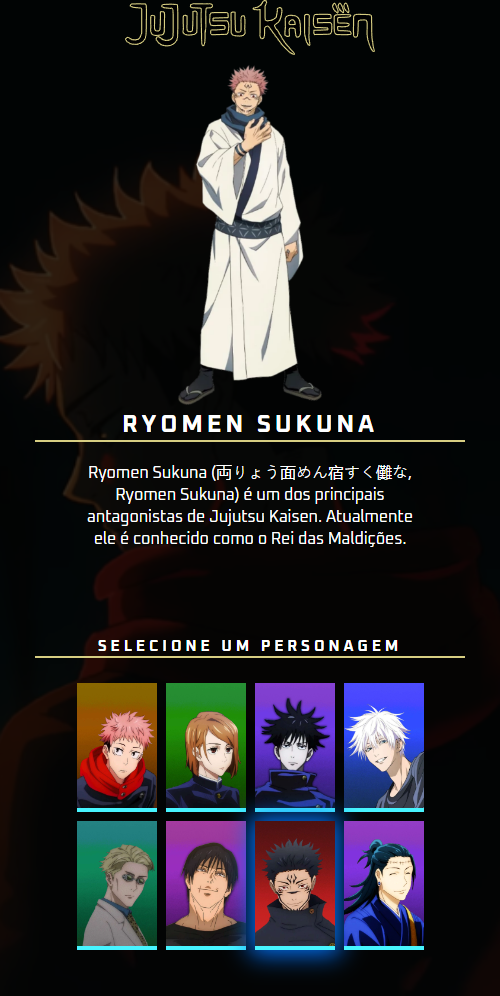 JUJUTSU KAISEN
RYOMEN SUKUNA
Ryomen Sukuna (両りょう面めん宿すく儺な,
Ryomen Sukuna) é um dos principais
antagonistas de Jujutsu Kaisen. Atualmente
ele é conhecido como o Rei das Maldições.
SELECIONE UM PERSONAGEM